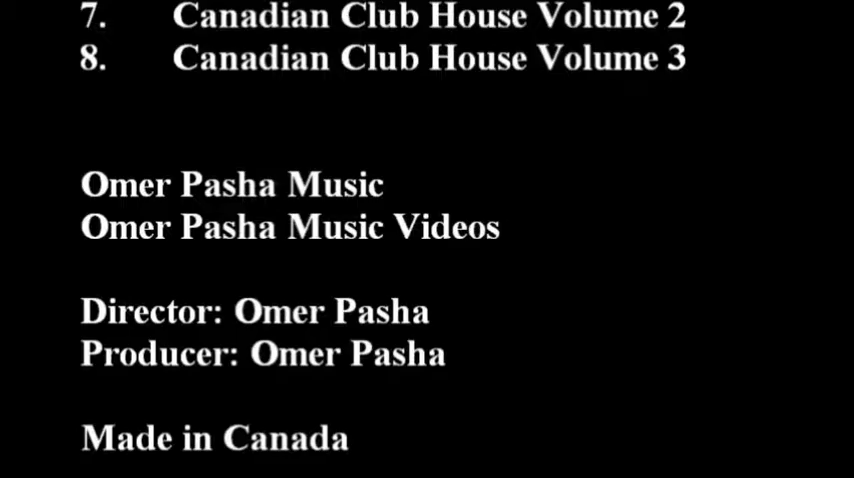 7. Canadian Club House Volume 2
8. Canadian Club House Volume 3
Omer Pasha Music
Omer Pasha Music Videos
Director: Omer Pasha
Producer: Omer Pasha
Made in Canada